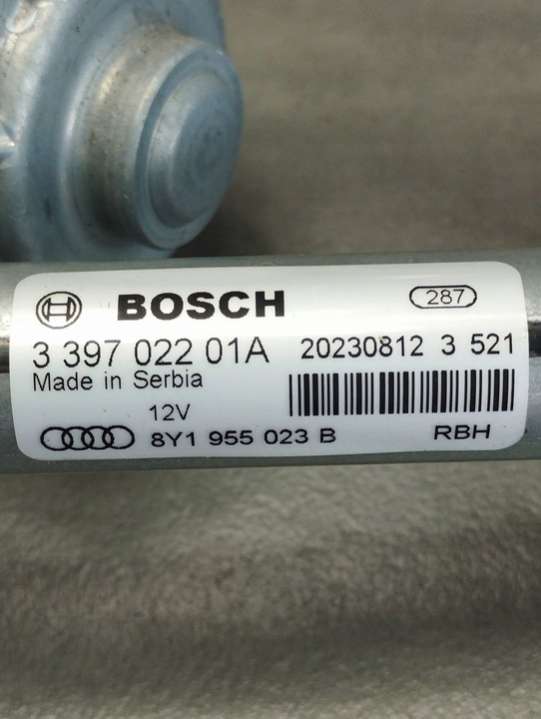 BOSCH 287
3 397 022 01A 20230812 3 521
Made in Serbia
12V
8Y1 955 023 B RBH